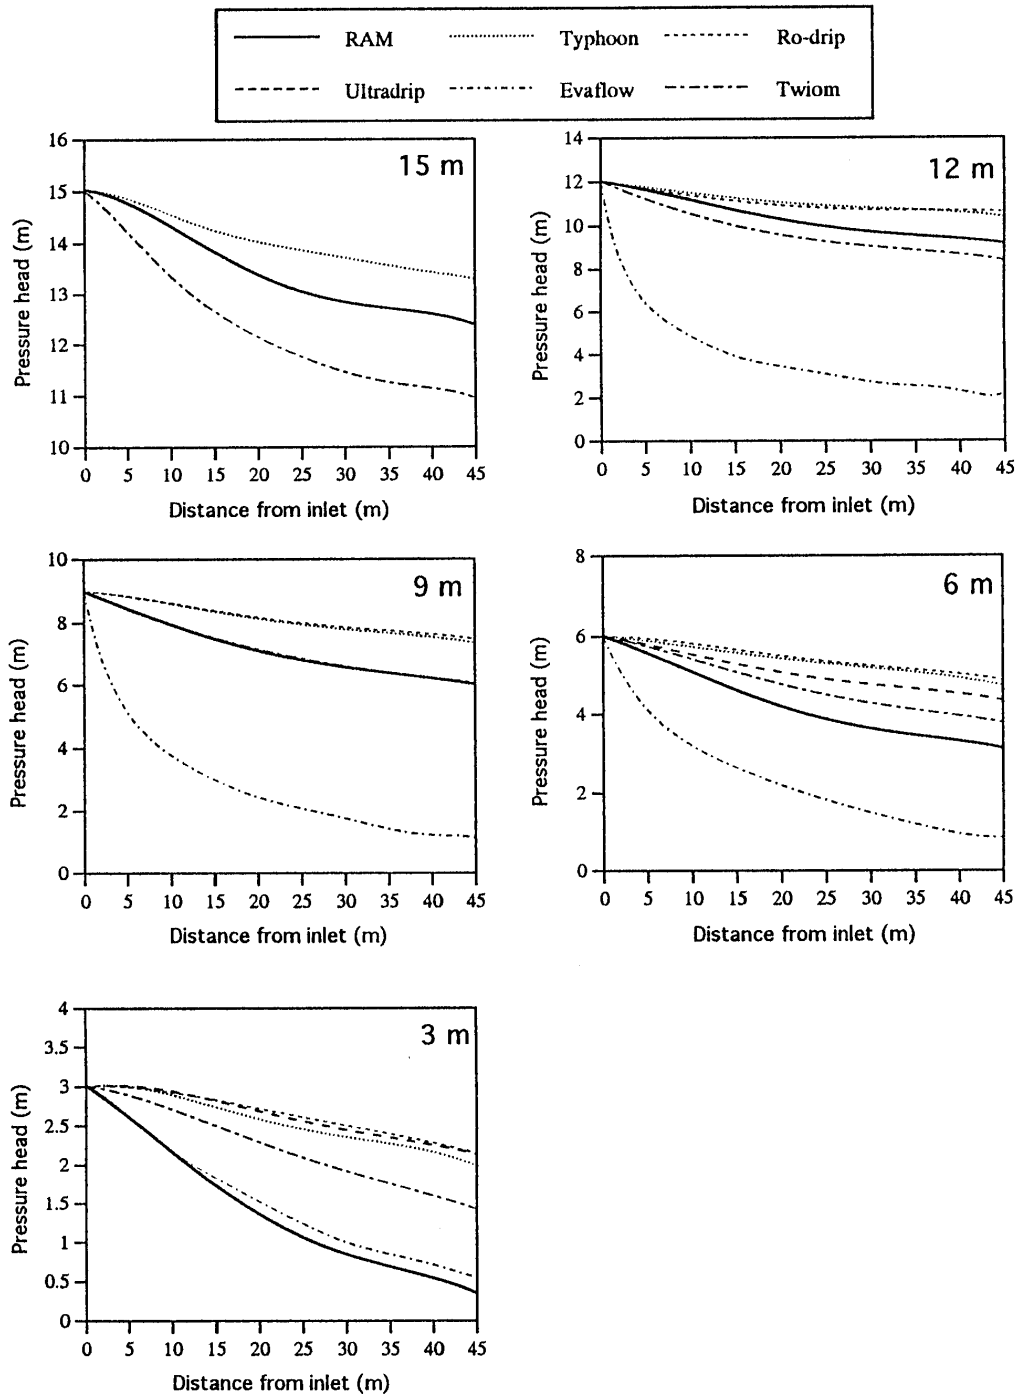 RAM Typhoon Ro-drip
Ultradrip Evaflow Twiom
15 m
16
15
14
13
12
11
10
Pressure head (m)
0 5 10 15 20 25 30 35 40 45
Distance from inlet (m)
12 m
14
12
10
8
6
4
2
0
Pressure head (m)
0 5 10 15 20 25 30 35 40 45
Distance from inlet (m)
9 m
10
8
6
4
2
0
Pressure head (m)
0 5 10 15 20 25 30 35 40 45
Distance from inlet (m)
6 m
8
6
4
2
0
Pressure head (m)
0 5 10 15 20 25 30 35 40 45
Distance from inlet (m)
3 m
4
3.5
3
2.5
2
1.5
1
0.5
0
Pressure head (m)
0 5 10 15 20 25 30 35 40 45
Distance from inlet (m)